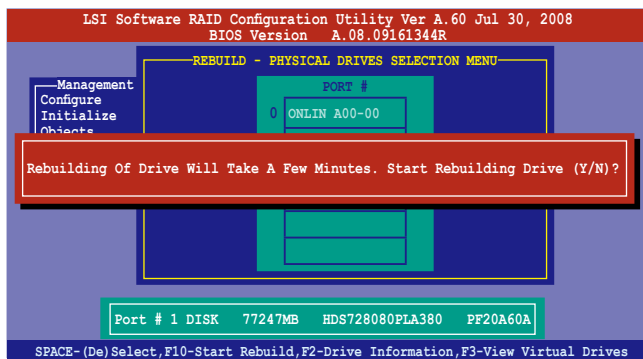 LSI Software RAID Configuration Utility Ver A.60 Jul 30, 2008
BIOS Version A.08.09161344R
REBUILD - PHYSICAL DRIVES SELECTION MENU
Management
Configure
Initialize
Objects
PORT #
0 ONLIN A00-00
Rebuilding Of Drive Will Take A Few Minutes. Start Rebuilding Drive (Y/N)?
Port # 1 DISK 77247MB HDS728080PLA380 PF20A60A
SPACE-(De)Select,F10-Start Rebuild,F2-Drive Information,F3-View Virtual Drives